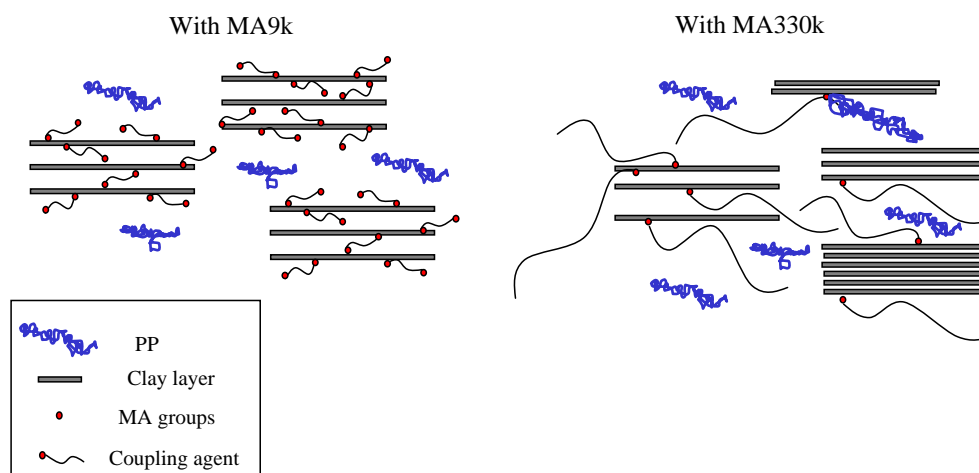 With MA9k
With MA330k
PP
Clay layer
MA groups
Coupling agent